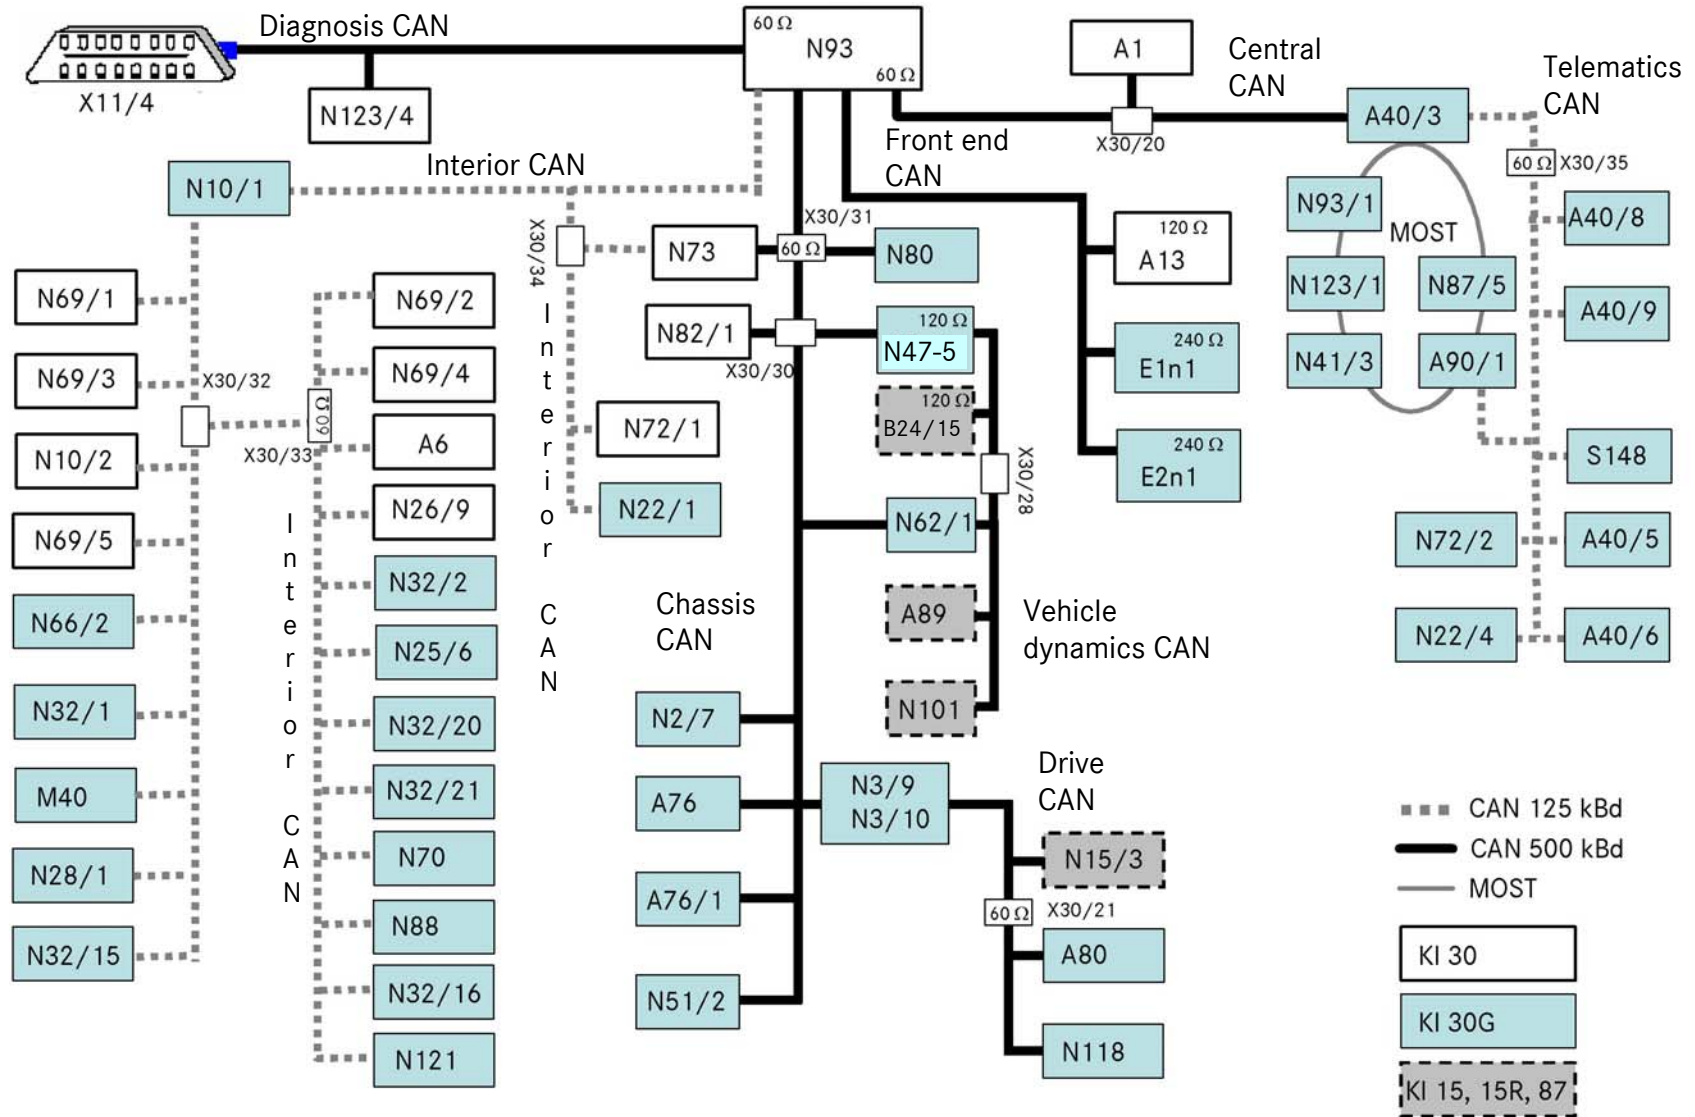 Diagnosis CAN
X11/4
N123/4
60 Ω
N93
60 Ω
A1
Central
CAN
X30/20
A40/3
Telematics
CAN
60 Ω
X30/35
Front end
CAN
Interior CAN
N10/1
N93/1
MOST
N123/1
N87/5
N41/3
A90/1
A40/8
A40/9
S148
N72/2
A40/5
N22/4
A40/6
X30/34
N73
X30/31
60 Ω
N80
120 Ω
A13
N82/1
X30/30
120 Ω
N47-5
240 Ω
E1n1
120 Ω
B24/15
240 Ω
E2n1
X30/28
N72/1
N22/1
N62/1
A89
N101
Vehicle
dynamics CAN
Interior CAN
N69/1
N69/3
N10/2
N69/5
N66/2
N32/1
M40
N28/1
N32/15
X30/32
60 Ω
X30/33
N69/2
N69/4
A6
N26/9
N32/2
N25/6
N32/20
N32/21
N70
N88
N32/16
N121
Interior CAN
Chassis
CAN
N2/7
A76
A76/1
N51/2
N3/9
N3/10
Drive
CAN
N15/3
60 Ω
X30/21
A80
N118
CAN 125 kBd
CAN 500 kBd
MOST
KI 30
KI 30G
KI 15, 15R, 87